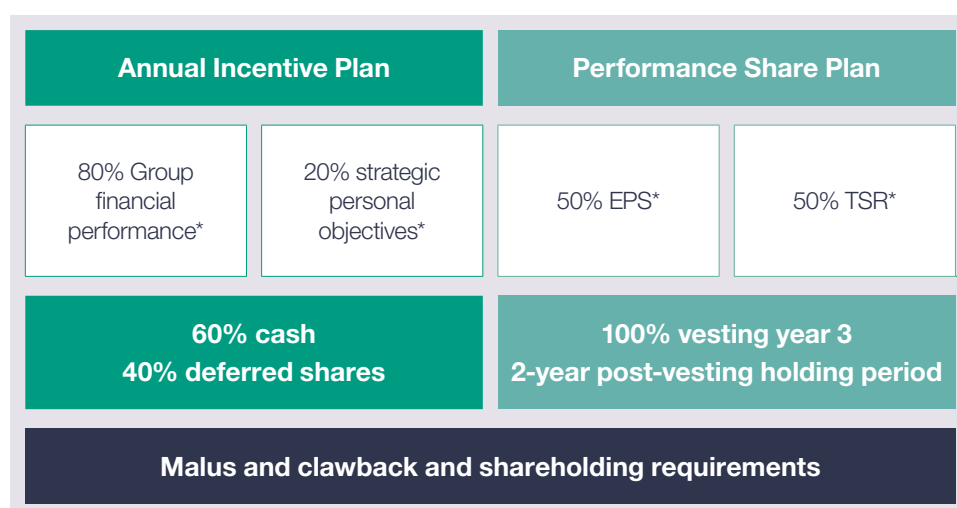 Annual Incentive Plan
Performance Share Plan
80% Group
financial
performance*
20% strategic
personal
objectives*
50% EPS*
50% TSR*
60% cash
40% deferred shares
100% vesting year 3
2-year post-vesting holding period
Malus and clawback and shareholding requirements